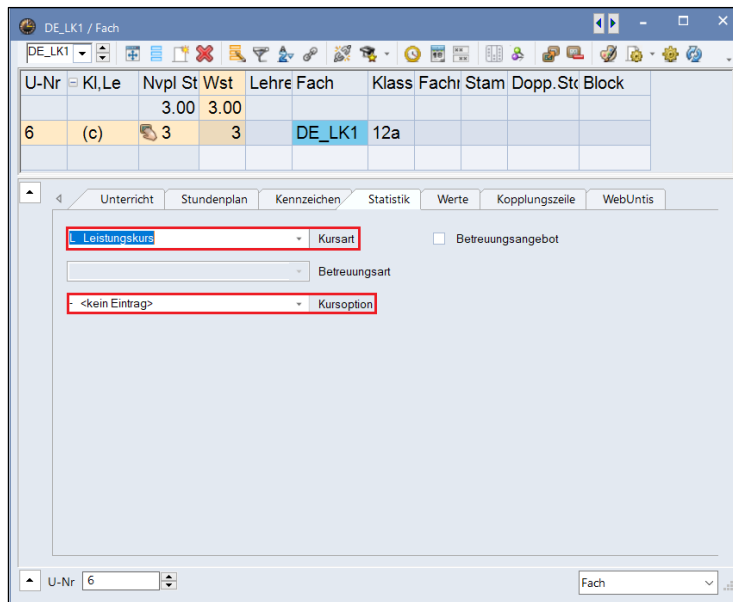 DE_LK1 / Fach
DE_LK1
U-Nr Kl,Le Nvpl St Wst Lehre Fach Klass Fachr Stam Dopp.Stc Block
3.00 3.00
6 (c) 3 3 DE_LK1 12a
Unterricht Stundenplan Kennzeichen Statistik Werte Kopplungszeile WebUntis
L Leistungskurs Kursart Betreuungsangebot
Betreuungsart
- <kein Eintrag> Kursoption
U-Nr 6 Fach